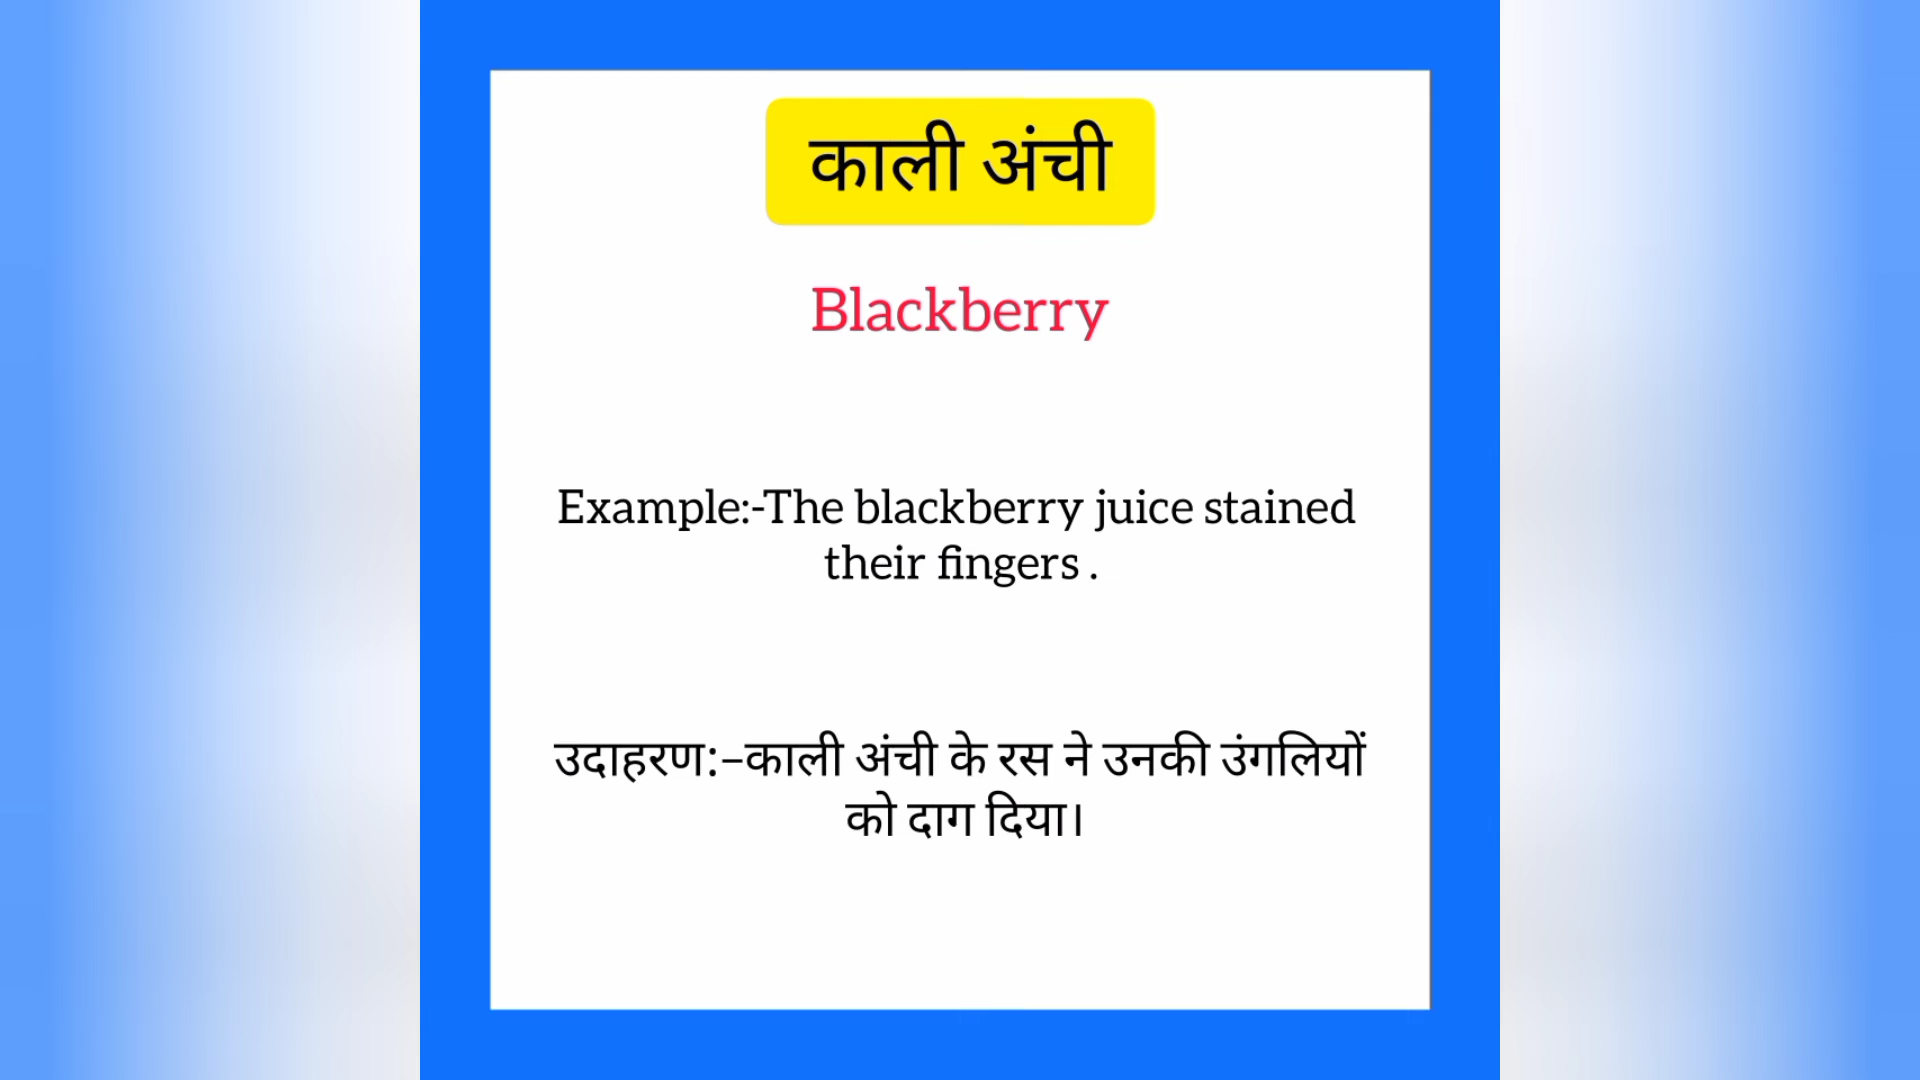 काली अंची
Blackberry
Example:-The blackberry juice stained
their fingers .
उदाहरण:–काली अंची के रस ने उनकी उंगलियों
को दाग दिया।